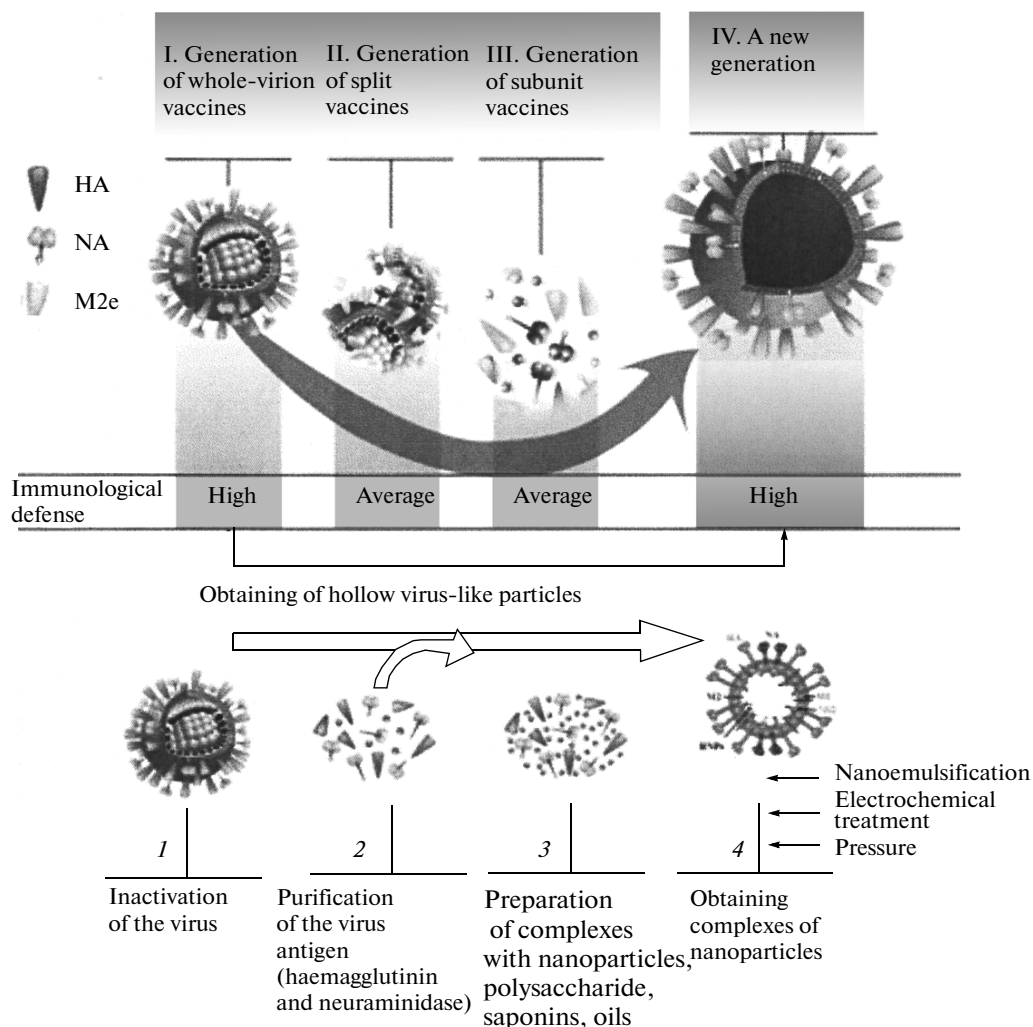 I. Generation
of whole-virion
vaccines
II. Generation
of split
vaccines
III. Generation
of subunit
vaccines
IV. A new
generation
HA
NA
M2e
Immunological
defense
High
Average
Average
High
Obtaining of hollow virus-like particles
NA
M2
Nanoemulsification
Electrochemical
treatment
Pressure
1
2
3
4
Inactivation
of the virus
Purification
of the virus
antigen
(haemagglutinin
and neuraminidase)
Preparation
of complexes
with nanoparticles,
polysaccharide,
saponins, oils
Obtaining
complexes of
nanoparticles